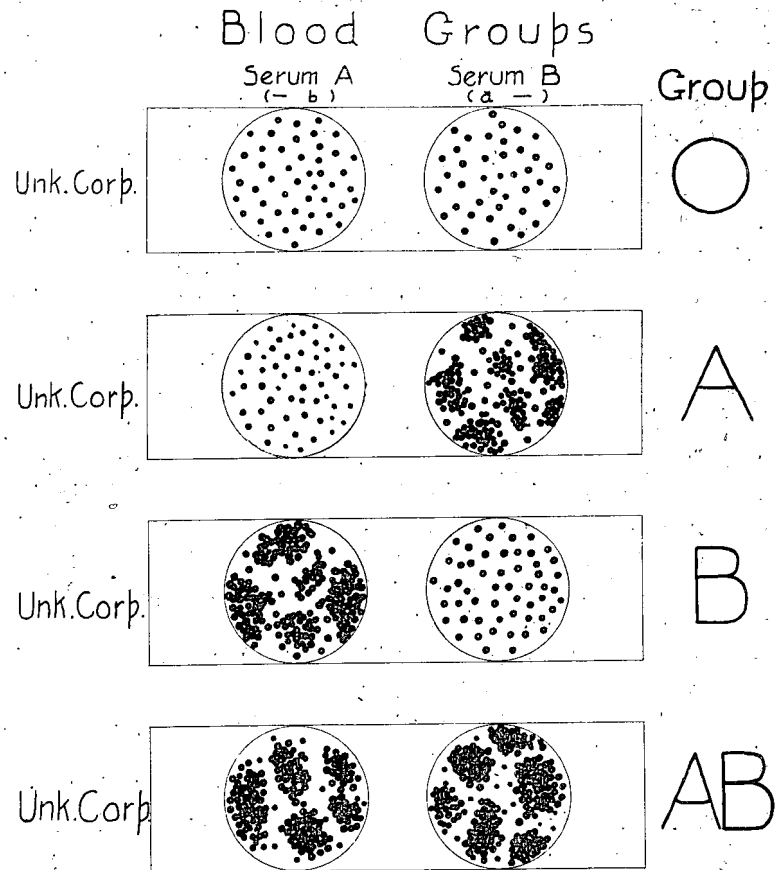 Blood Groups
Serum A Serum B Group
(- b) (a -)
Unk.Corp. O
Unk.Corp. A
Unk.Corp. B
Unk.Corp AB